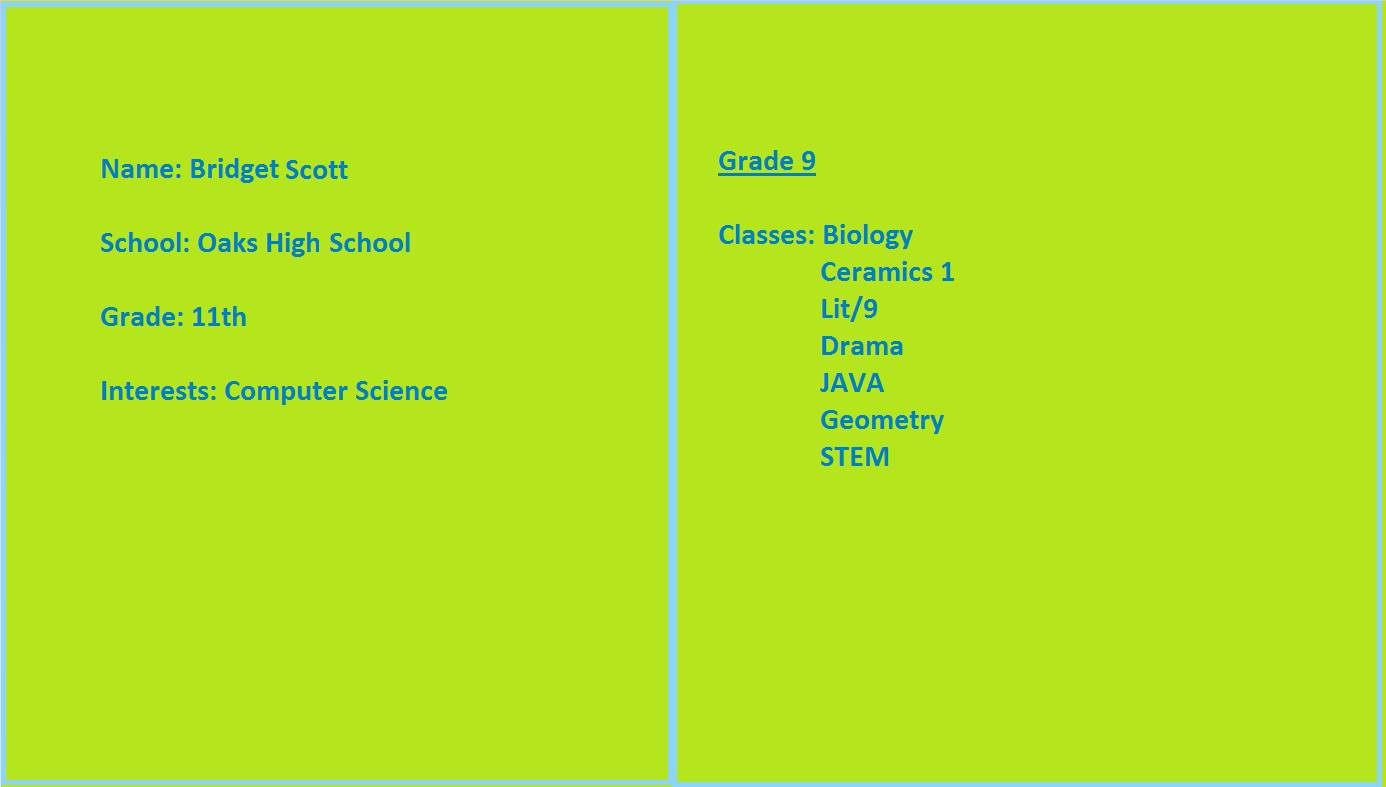 Name: Bridget Scott
School: Oaks High School
Grade: 11th
Interests: Computer Science
Grade 9
Classes: Biology
Ceramics 1
Lit/9
Drama
JAVA
Geometry
STEM